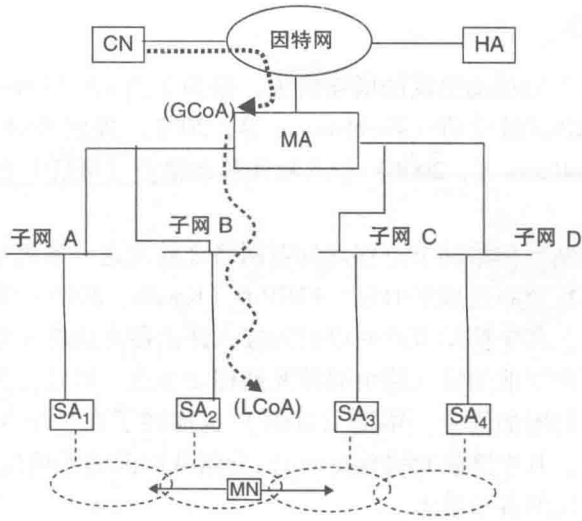 CN
因特网
HA
(GCoA)
MA
子网 A
子网 B
子网 C
子网 D
SA₁
SA₂
(LCoA)
SA₃
SA₄
MN